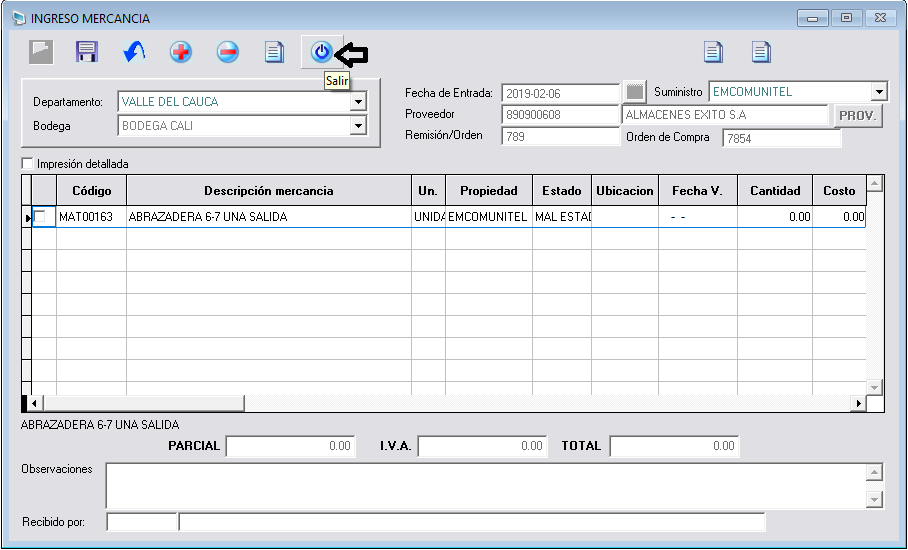 INGRESO MERCANCIA
Salir
Departamento: VALLE DEL CAUCA
Bodega BODEGA CALI
Fecha de Entrada: 2019-02-06 Suministro EMCOMUNITEL
Proveedor 890900608 ALMACENES EXITO S.A PROV.
Remisión/Orden 789 Orden de Compra 7854
Impresión detallada
Código Descripción mercancia Un. Propiedad Estado Ubicacion Fecha V. Cantidad Costo
MAT00163 ABRAZADERA 6-7 UNA SALIDA UNIDA EMCOMUNITEL MAL ESTAD - - 0.00 0.00
ABRAZADERA 6-7 UNA SALIDA
PARCIAL 0.00 I.V.A. 0.00 TOTAL 0.00
Observaciones
Recibido por: